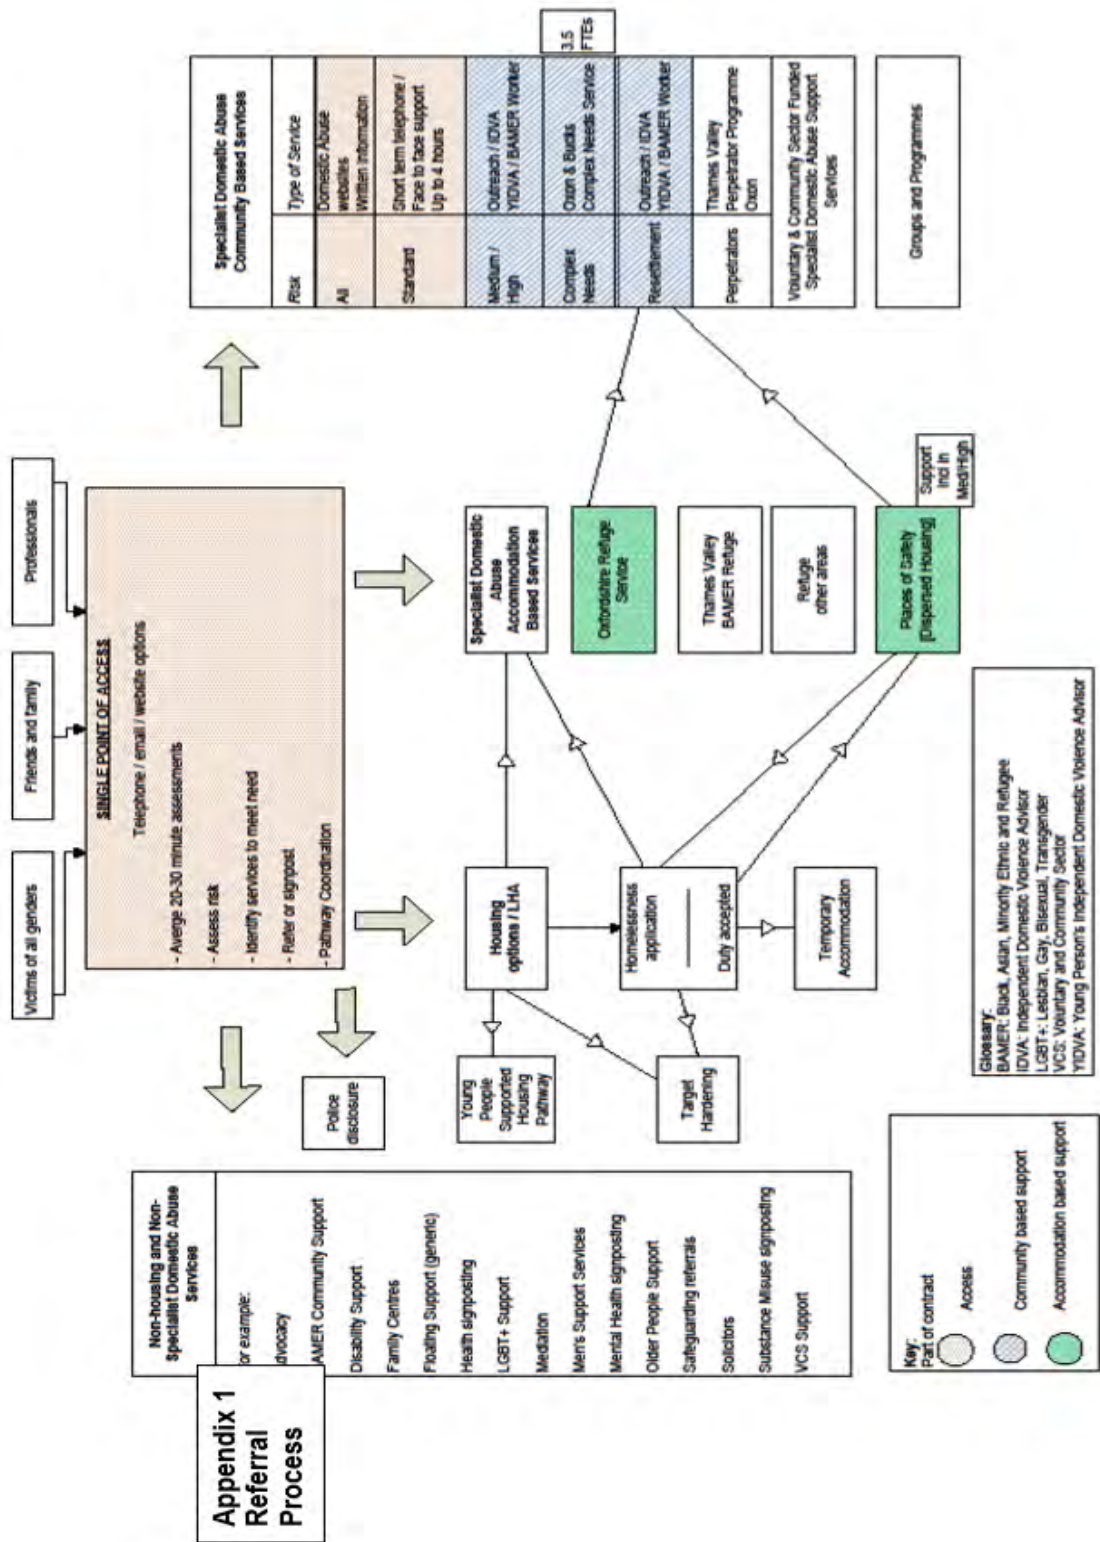 Appendix 1
Referral
Process
Victims of all genders
Friends and family
Professionals
SINGLE POINT OF ACCESS
Telephone / email / website options
- Averge 20-30 minute assessments
- Assess risk
- Identify services to meet need
- Refer or signpost
- Pathway Coordination
Non-housing and Non-
Specialist Domestic Abuse
Services
or example:
dvocacy
AMER Community Support
Disability Support
Family Centres
Floating Support (generic)
Health signposting
LGBT+ Support
Mediation
Men's Support Services
Mental Health signposting
Older People Support
Safeguarding referrals
Solicitors
Substance Misuse signposting
VCS Support
Police
disclosure
Young
People
Supported
Housing
Pathway
Target
Hardening
Housing
options / LHA
Homelessness
application
Duty accepted
Temporary
Accommodation
Specialist Domestic
Abuse
Accommodation
Based Services
Oxfordshire Refuge
Service
Thames Valley
BAMER Refuge
Refuge
other areas
Places of Safety
[Dispersed Housing]
Support
Incl in
Med/High
Specialist Domestic Abuse
Community Based Services
Risk
Type of Service
All
Domestic Abuse
websites
Written Information
Standard
Short term telephone /
Face to face support
Up to 4 hours
Medium /
High
Outreach / IDVA
YIDVA / BAMER Worker
Complex
Needs
Oxon & Bucks
Complex Needs Service
3.5
FTEs
Resettlement
Outreach / IDVA
YIDVA / BAMER Worker
Perpetrators
Thames Valley
Perpetrator Programme
Oxon
Voluntary & Community Sector Funded
Specialist Domestic Abuse Support
Services
Groups and Programmes
Key:
Part of contract
Access
Community based support
Accommodation based support
Glossary:
BAMER: Black, Asian, Minority Ethnic and Refugee
IDVA: Independent Domestic Violence Advisor
LGBT+: Lesbian, Gay, Bisexual, Transgender
VCS: Voluntary and Community Sector
YIDVA: Young Person's Independent Domestic Violence Advisor